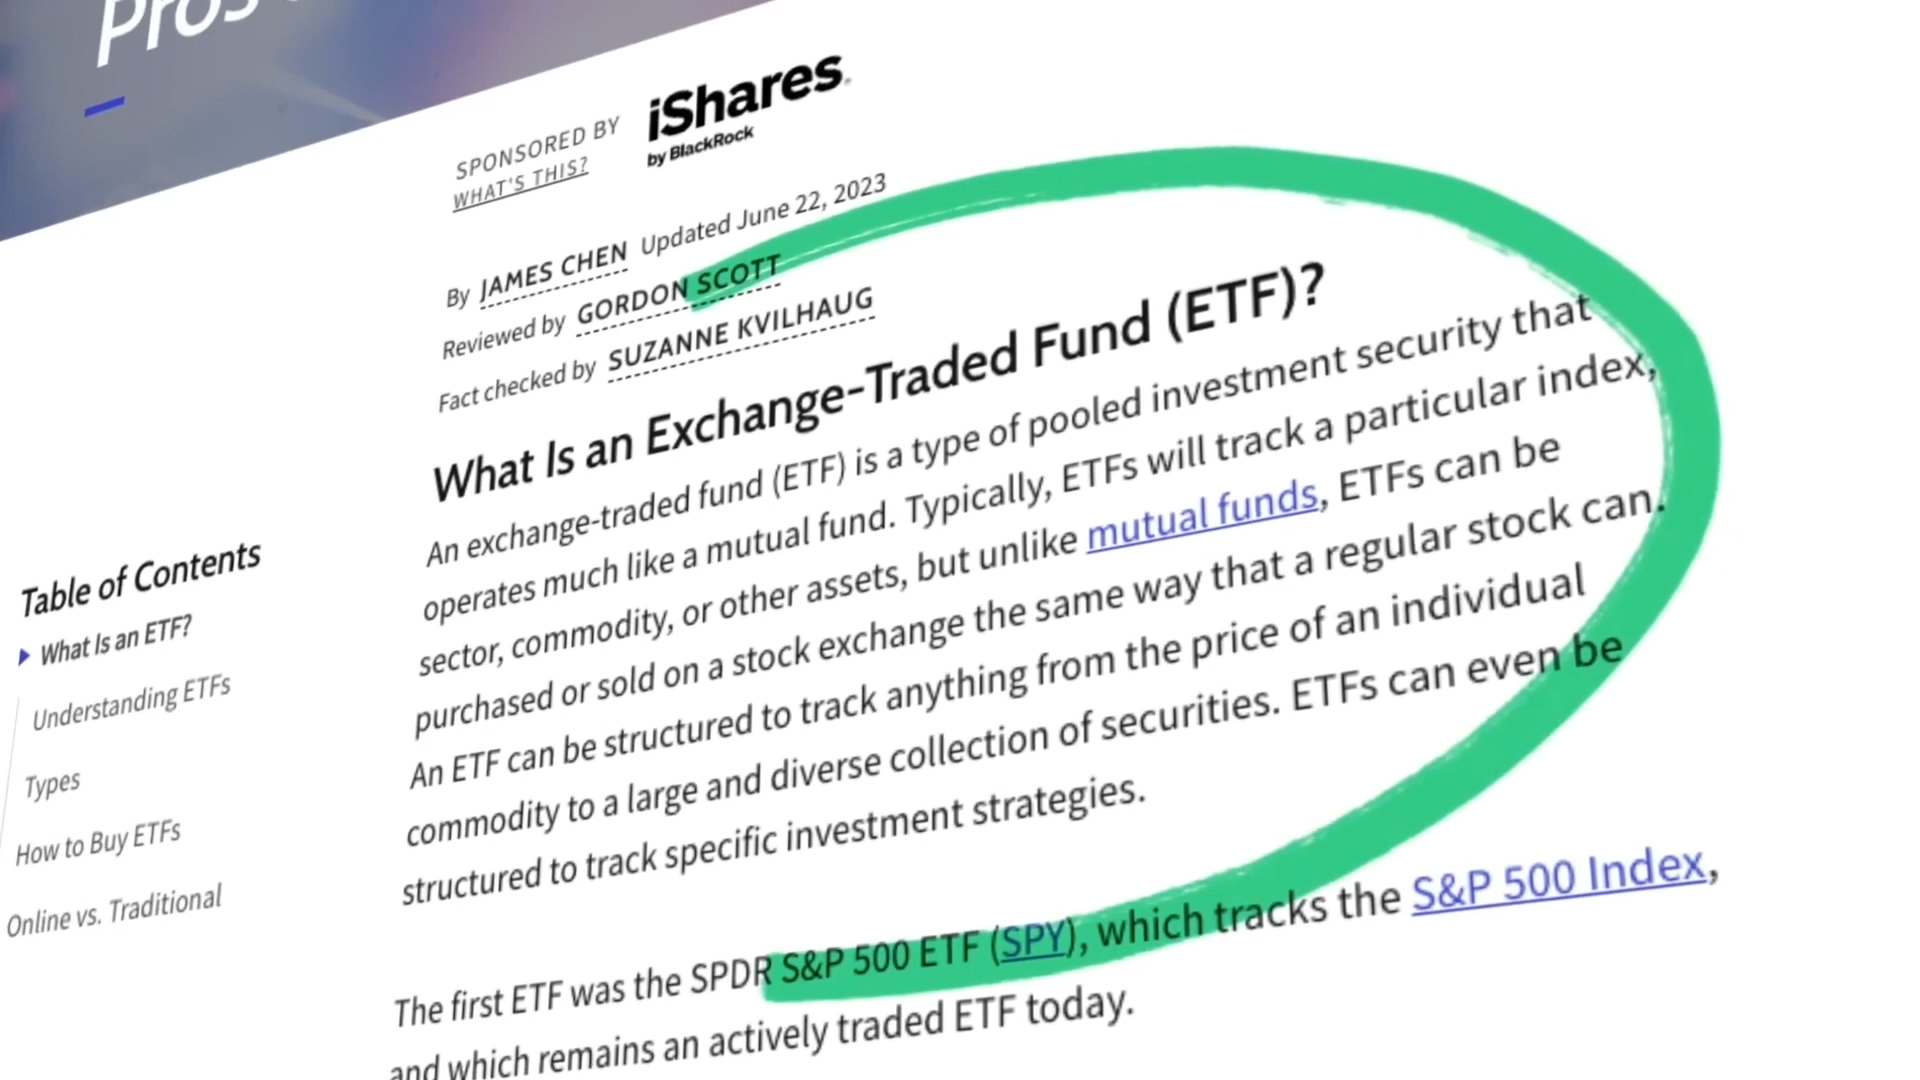 Pros
SPONSORED BY
WHAT'S THIS?
iShares
by BlackRock
By JAMES CHEN Updated June 22, 2023
Reviewed by GORDON SCOTT
Fact checked by SUZANNE KVILHAUG
What Is an Exchange-Traded Fund (ETF)?
An exchange-traded fund (ETF) is a type of pooled investment security that
operates much like a mutual fund. Typically, ETFs will track a particular index,
sector, commodity, or other assets, but unlike mutual funds, ETFs can be
purchased or sold on a stock exchange the same way that a regular stock can.
An ETF can be structured to track anything from the price of an individual
commodity to a large and diverse collection of securities. ETFs can even be
structured to track specific investment strategies.
The first ETF was the SPDR S&P 500 ETF (SPY), which tracks the S&P 500 Index,
and which remains an actively traded ETF today.
Table of Contents
What Is an ETF?
Understanding ETFs
Types
How to Buy ETFs
Online vs. Traditional